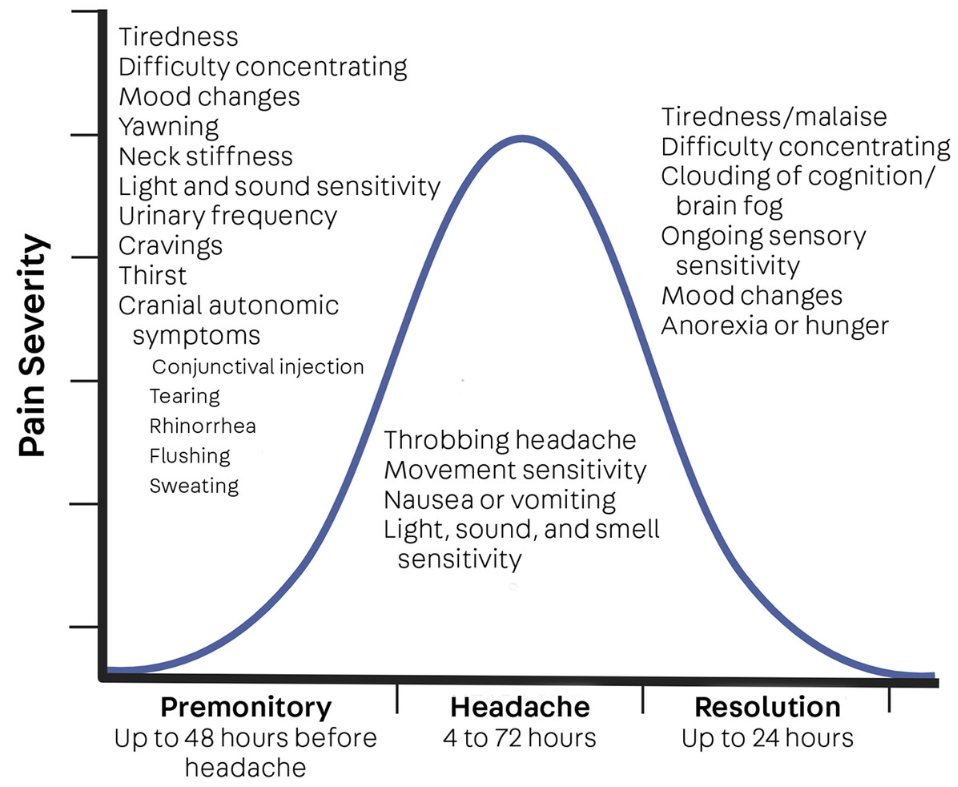 Pain Severity
Tiredness
Difficulty concentrating
Mood changes
Yawning
Neck stiffness
Light and sound sensitivity
Urinary frequency
Cravings
Thirst
Cranial autonomic
symptoms
Conjunctival injection
Tearing
Rhinorrhea
Flushing
Sweating
Throbbing headache
Movement sensitivity
Nausea or vomiting
Light, sound, and smell
sensitivity
Tiredness/malaise
Difficulty concentrating
Clouding of cognition/
brain fog
Ongoing sensory
sensitivity
Mood changes
Anorexia or hunger
Premonitory
Up to 48 hours before
headache
Headache
4 to 72 hours
Resolution
Up to 24 hours